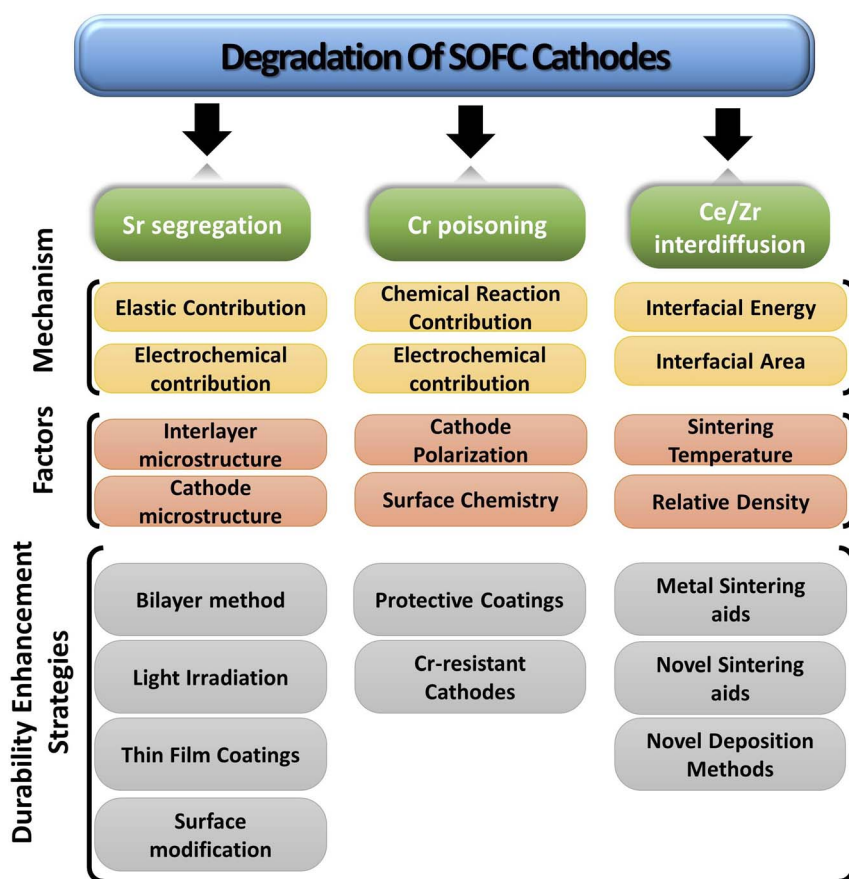 Degradation Of SOFC Cathodes
Sr segregation
Cr poisoning
Ce/Zr
interdiffusion
Mechanism
Elastic Contribution
Chemical Reaction
Contribution
Interfacial Energy
Electrochemical
contribution
Electrochemical
contribution
Interfacial Area
Factors
Interlayer
microstructure
Cathode
Polarization
Sintering
Temperature
Cathode
microstructure
Surface Chemistry
Relative Density
Durability Enhancement
Strategies
Bilayer method
Protective Coatings
Metal Sintering
aids
Light Irradiation
Cr-resistant
Cathodes
Novel Sintering
aids
Thin Film Coatings
Novel Deposition
Methods
Surface
modification